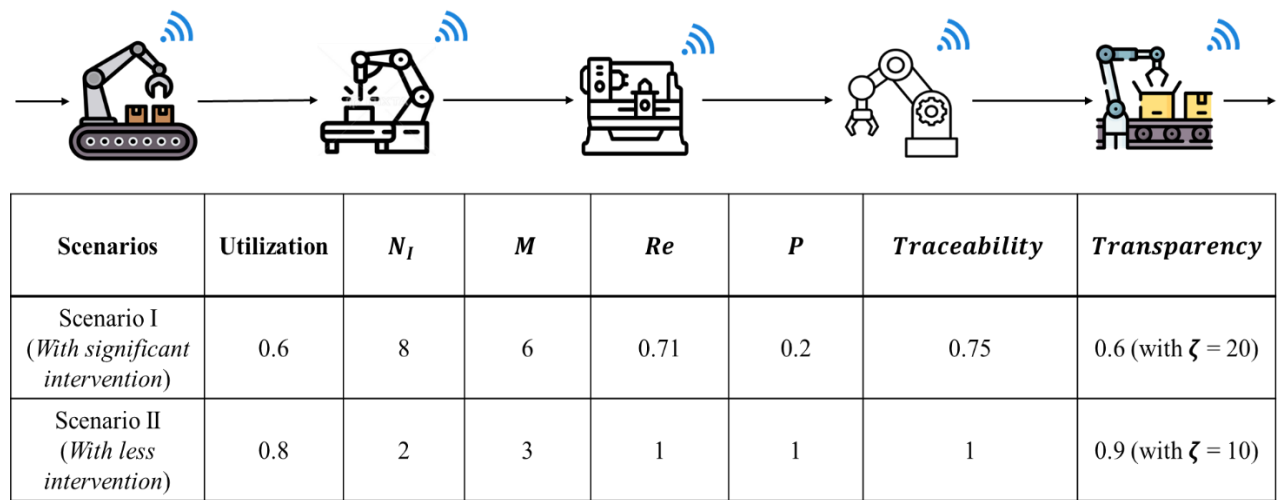 Scenarios Utilization N_I M Re P Traceability Transparency
Scenario I
(With significant
intervention)
0.6 8 6 0.71 0.2 0.75 0.6 (with ζ = 20)
Scenario II
(With less
intervention)
0.8 2 3 1 1 1 0.9 (with ζ = 10)